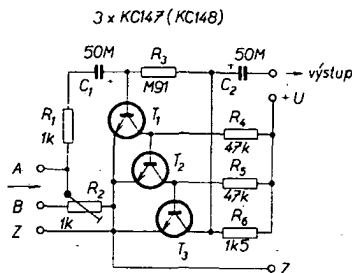 3 x KC147 (KC148)
50M
R3
50M
výstup
C1
M91
C2
+U
R1
1k
T1
R4
47k
A
T2
R5
47k
B
R2
R6
Z
1k
T3
1k5
Z